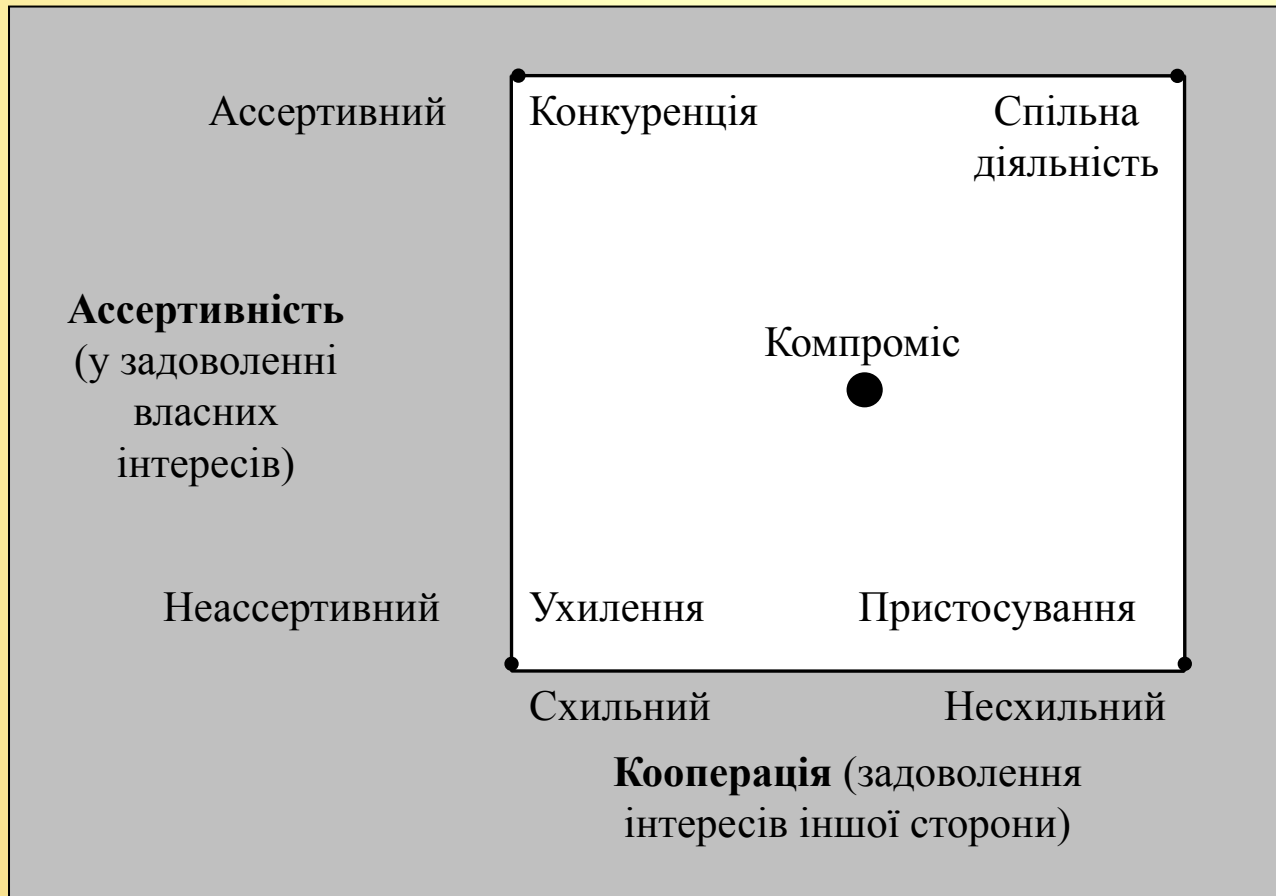 Ассертивний
Конкуренція
Спільна
діяльність
Ассертивність
(у задоволенні
власних
інтересів)
Компроміс
Неассертивний
Ухилення
Пристосування
Схильний
Несхильний
Кооперація (задоволення
інтересів іншої сторони)